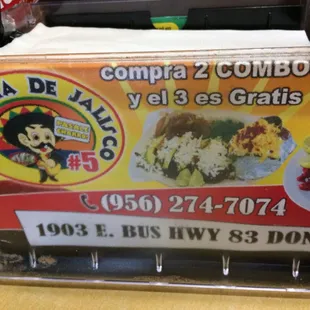 compra 2 COMBO
y el 3 es Gratis
A DE JALISCO
#5
(956) 274-7074
1903 E. BUS HWY 83 DON